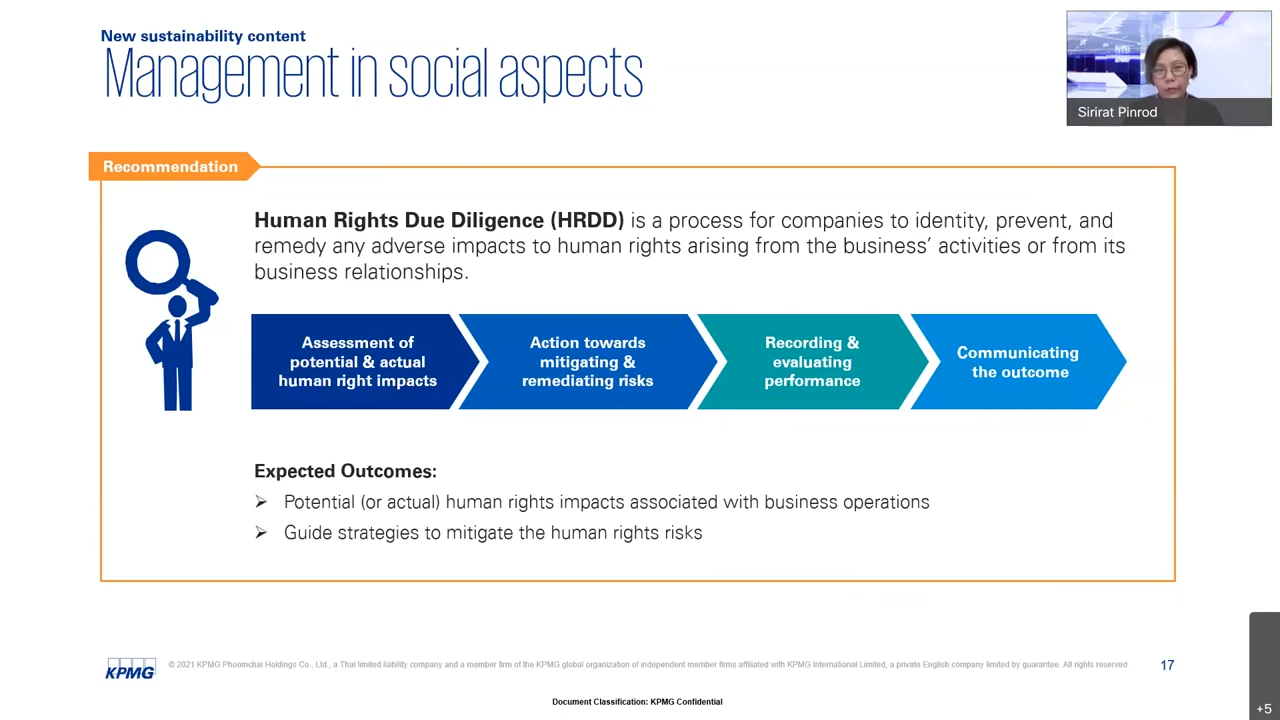 New sustainability content
Management in social aspects
Sirirat Pinrod
Recommendation
Human Rights Due Diligence (HRDD) is a process for companies to identity, prevent, and
remedy any adverse impacts to human rights arising from the business’ activities or from its
business relationships.
Assessment of
potential & actual
human right impacts
Action towards
mitigating &
remediating risks
Recording &
evaluating
performance
Communicating
the outcome
Expected Outcomes:
Potential (or actual) human rights impacts associated with business operations
Guide strategies to mitigate the human rights risks
KPMG
© 2021 KPMG Phoomchai Holdings Co., Ltd., a Thai limited liability company and a member firm of the KPMG global organization of independent member firms affiliated with KPMG International Limited, a private English company limited by guarantee. All rights reserved
17
Document Classification: KPMG Confidential
+5